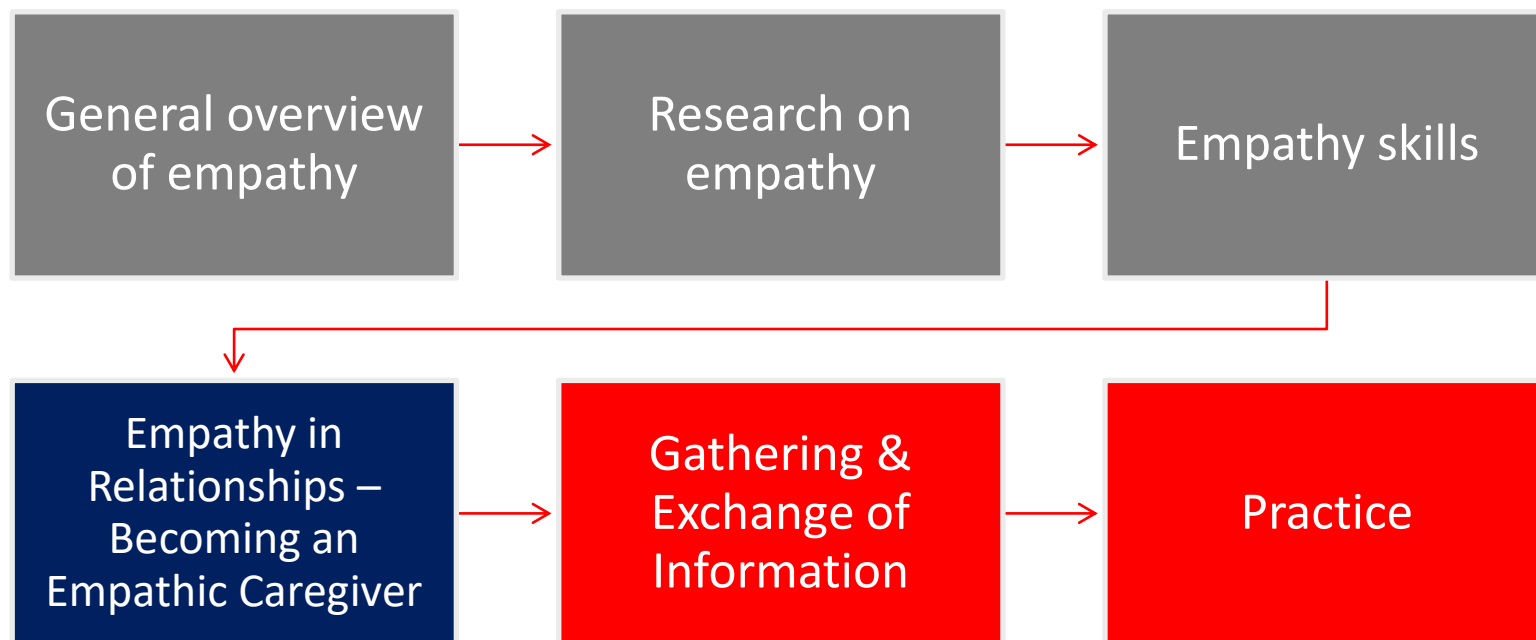 General overview
of empathy
Research on
empathy
Empathy skills
Empathy in
Relationships –
Becoming an
Empathic Caregiver
Gathering &
Exchange of
Information
Practice